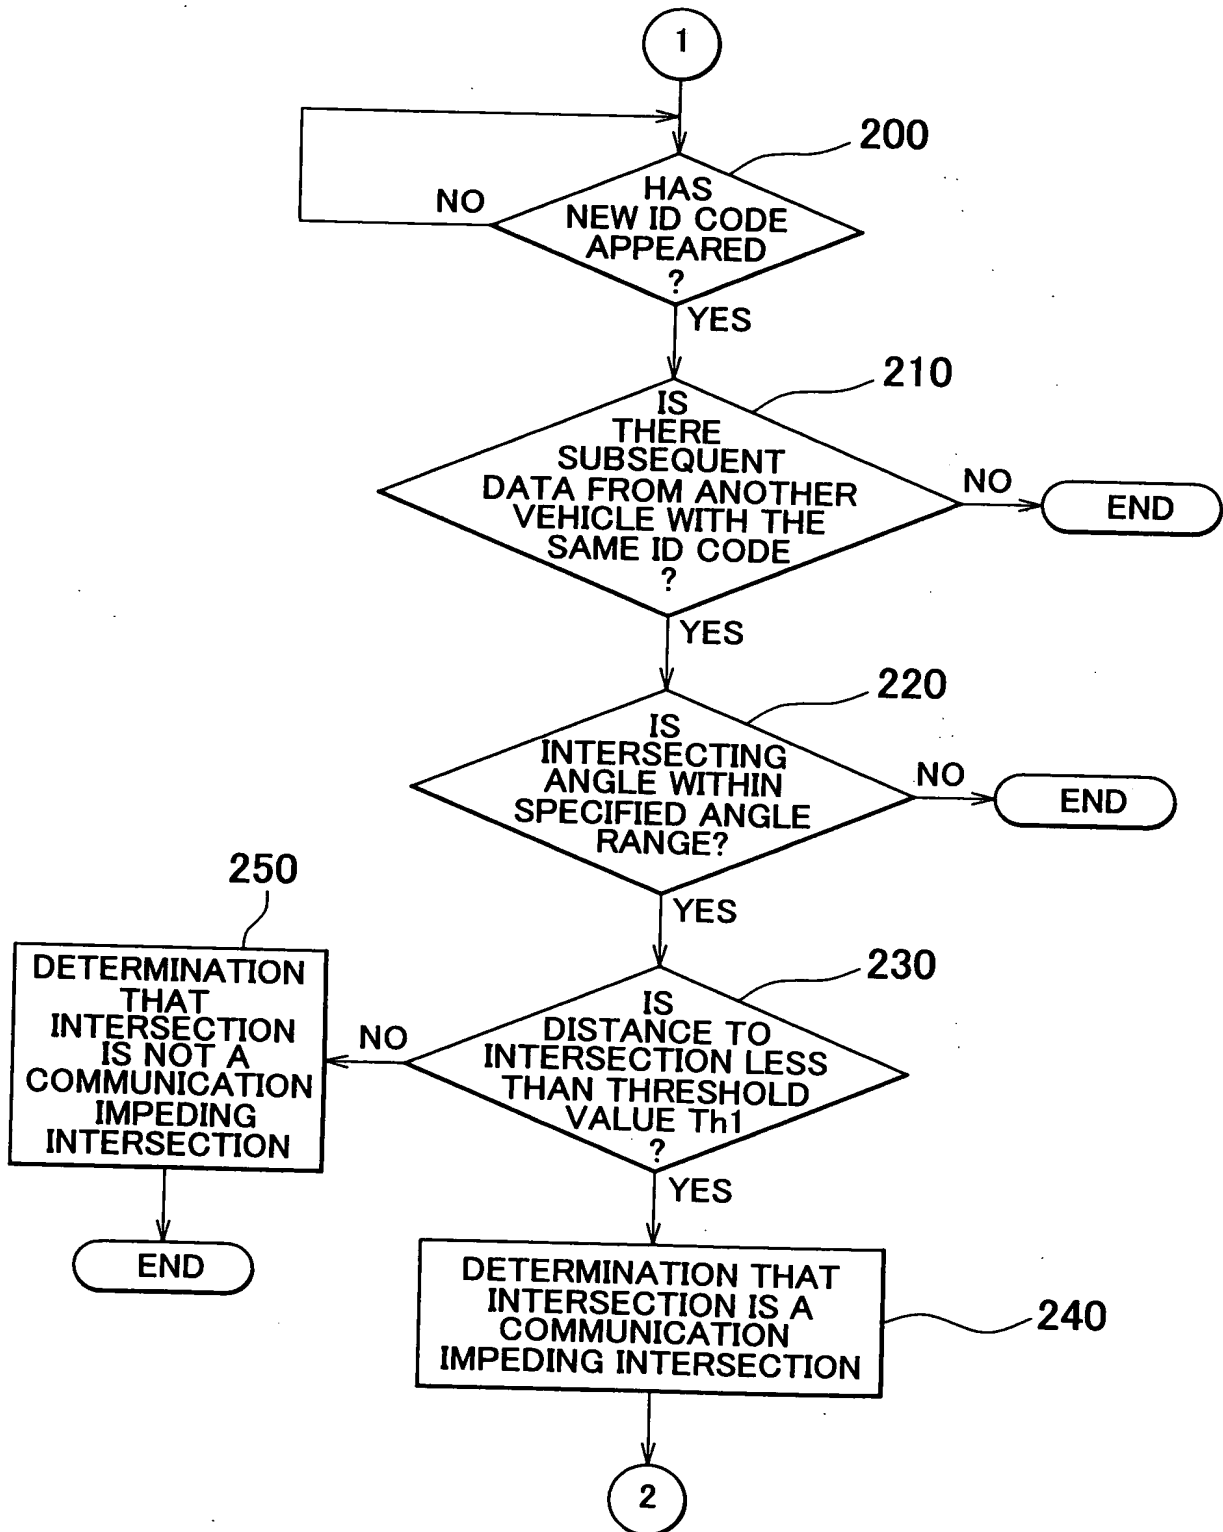 1
200
HAS
NEW ID CODE
APPEARED
?
NO
YES
210
IS
THERE
SUBSEQUENT
DATA FROM ANOTHER
VEHICLE WITH THE
SAME ID CODE
?
NO
END
YES
220
IS
INTERSECTING
ANGLE WITHIN
SPECIFIED ANGLE
RANGE?
NO
END
YES
230
IS
DISTANCE TO
INTERSECTION LESS
THAN THRESHOLD
VALUE Th1
?
NO
250
DETERMINATION
THAT
INTERSECTION
IS NOT A
COMMUNICATION
IMPEDING
INTERSECTION
END
YES
DETERMINATION THAT
INTERSECTION IS A
COMMUNICATION
IMPEDING INTERSECTION
240
2